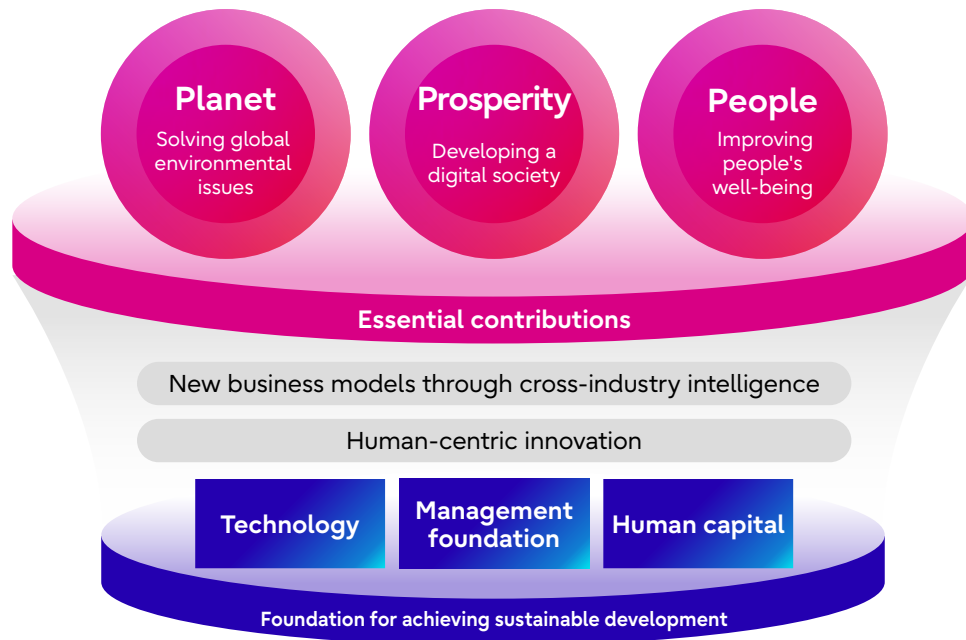 Planet
Solving global
environmental
issues
Prosperity
Developing a
digital society
People
Improving
people's
well-being
Essential contributions
New business models through cross-industry intelligence
Human-centric innovation
Technology
Management
foundation
Human capital
Foundation for achieving sustainable development